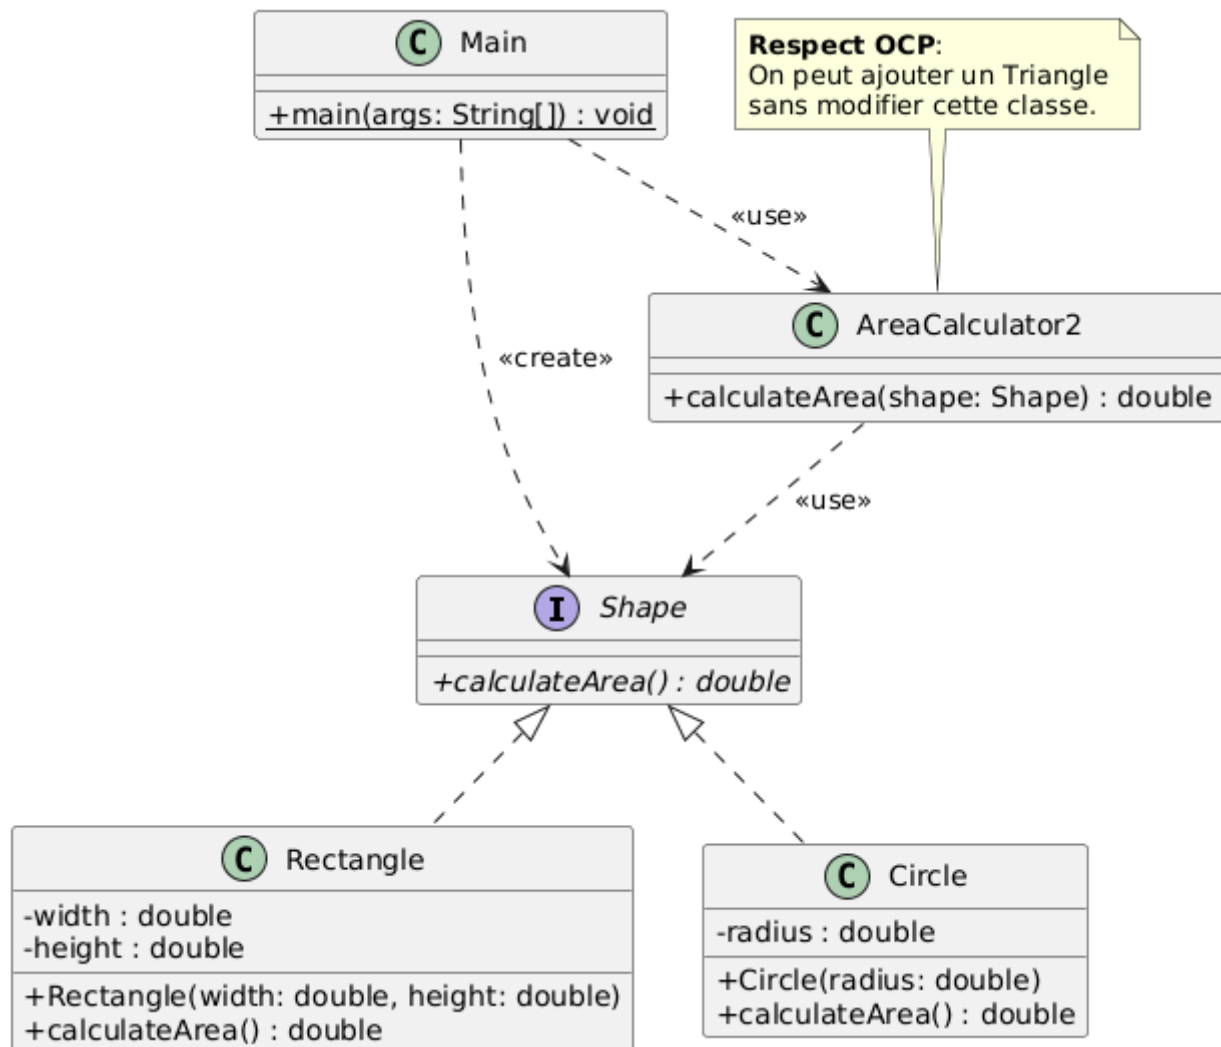 C Main
+main(args: String[]) : void
Respect OCP:
On peut ajouter un Triangle
sans modifier cette classe.
«use»
C AreaCalculator2
+calculateArea(shape: Shape) : double
«create»
«use»
I Shape
+calculateArea() : double
C Rectangle
-width : double
-height : double
+Rectangle(width: double, height: double)
+calculateArea() : double
C Circle
-radius : double
+Circle(radius: double)
+calculateArea() : double